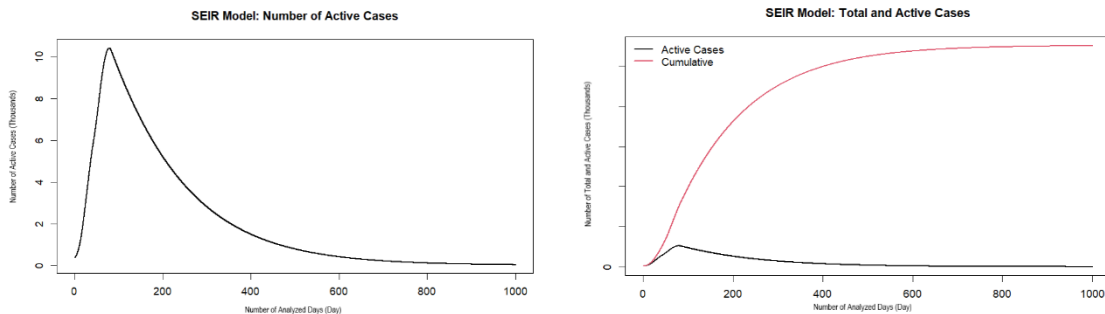 SEIR Model: Number of Active Cases
Number of Active Cases (Thousands)
10
8
6
4
2
0
0 200 400 600 800 1000
Number of Analyzed Days (Day)
SEIR Model: Total and Active Cases
Active Cases
Cumulative
Number of Total and Active Cases (Thousands)
0
0 200 400 600 800 1000
Number of Analyzed Days (Day)